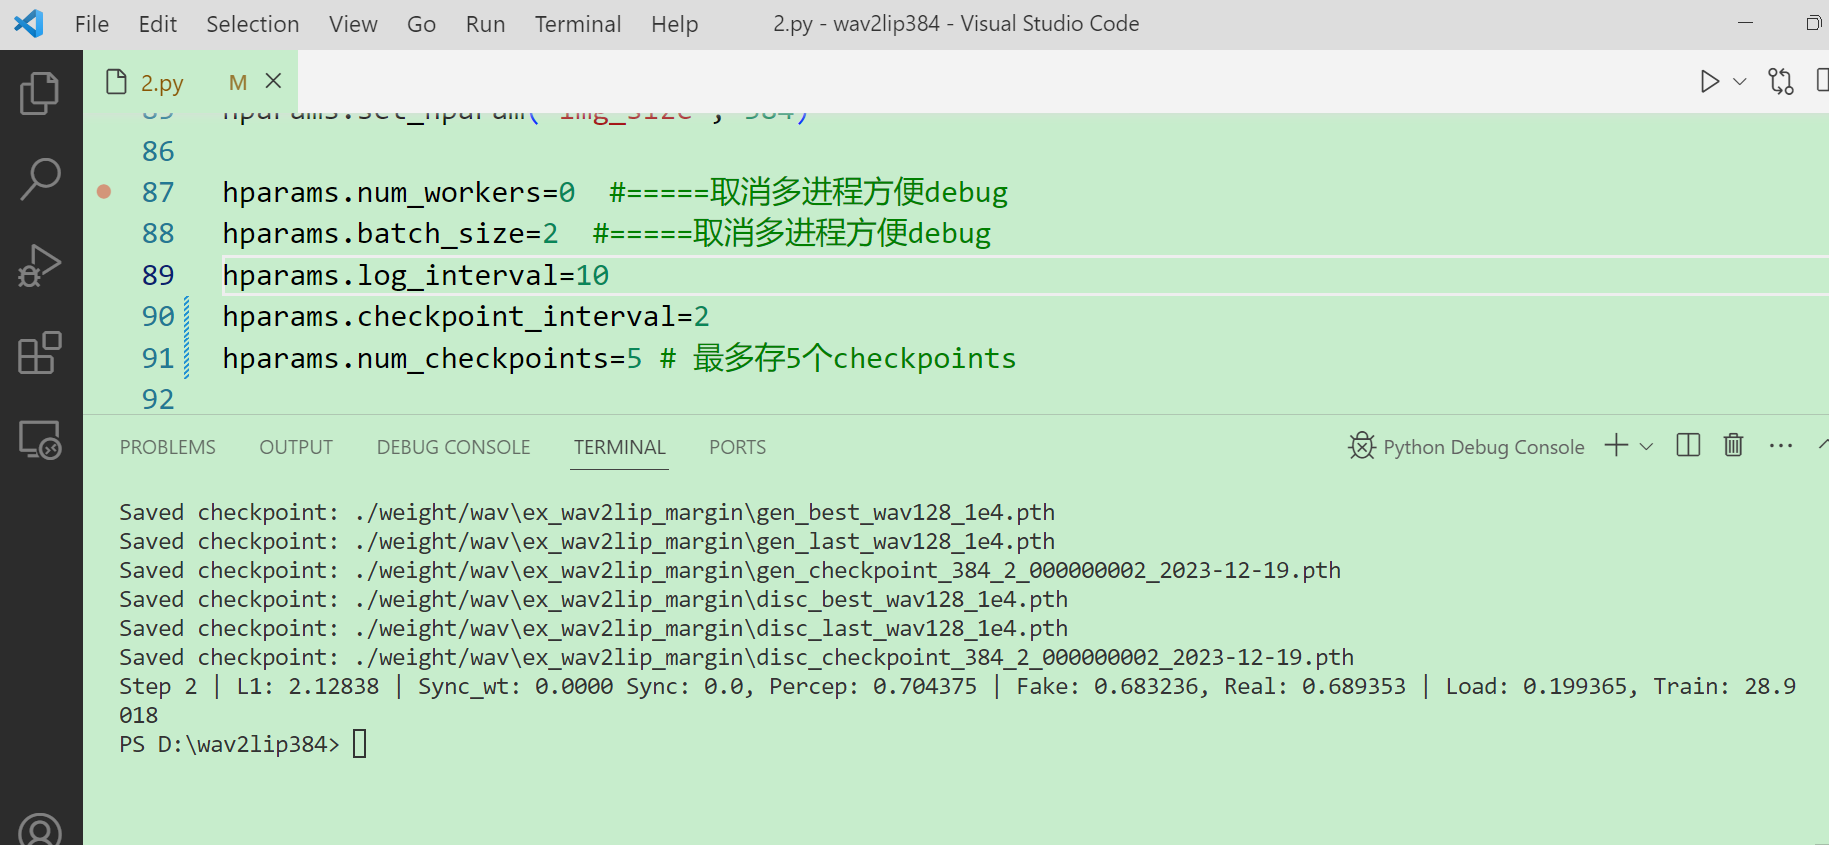 File Edit Selection View Go Run Terminal Help 2.py - wav2lip384 - Visual Studio Code
2.py M
86
87 hparams.num_workers=0 #=====取消多进程方便debug
88 hparams.batch_size=2 #=====取消多进程方便debug
89 hparams.log_interval=10
90 hparams.checkpoint_interval=2
91 hparams.num_checkpoints=5 # 最多存5个checkpoints
92
PROBLEMS OUTPUT DEBUG CONSOLE TERMINAL PORTS Python Debug Console
Saved checkpoint: ./weight/wav\ex_wav2lip_margin\gen_best_wav128_1e4.pth
Saved checkpoint: ./weight/wav\ex_wav2lip_margin\gen_last_wav128_1e4.pth
Saved checkpoint: ./weight/wav\ex_wav2lip_margin\gen_checkpoint_384_2_000000002_2023-12-19.pth
Saved checkpoint: ./weight/wav\ex_wav2lip_margin\disc_best_wav128_1e4.pth
Saved checkpoint: ./weight/wav\ex_wav2lip_margin\disc_last_wav128_1e4.pth
Saved checkpoint: ./weight/wav\ex_wav2lip_margin\disc_checkpoint_384_2_000000002_2023-12-19.pth
Step 2 | L1: 2.12838 | Sync_wt: 0.0000 Sync: 0.0, Percep: 0.704375 | Fake: 0.683236, Real: 0.689353 | Load: 0.199365, Train: 28.9
018
PS D:\wav2lip384>